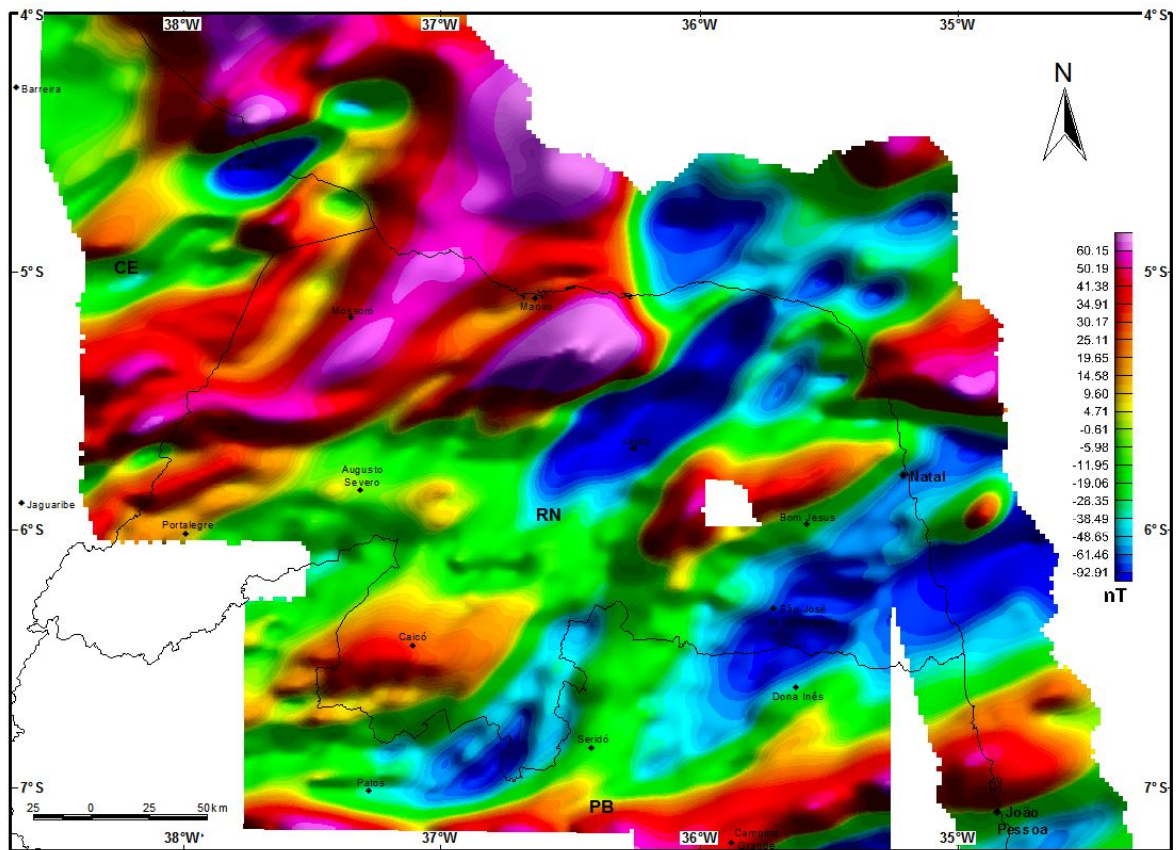 4°S
38°W
37°W
36°W
35°W
4°S
N
Barreira
CE
5°S
5°S
Mossoró
Macau
60.15
50.19
41.38
34.91
30.17
25.11
19.65
14.58
9.60
4.71
-0.61
-5.98
-11.95
-19.06
-28.35
-38.49
-48.65
-61.46
-92.91
nT
Augusto
Severo
Natal
Jaguaribe
RN
Bom Jesus
6°S
6°S
Portalegre
São José
Caicó
Dona Inês
Seridó
Patos
7°S
7°S
PB
25 0 25 50 km
João
Pessoa
Campina
Grande
38°W
37°W
36°W
35°W